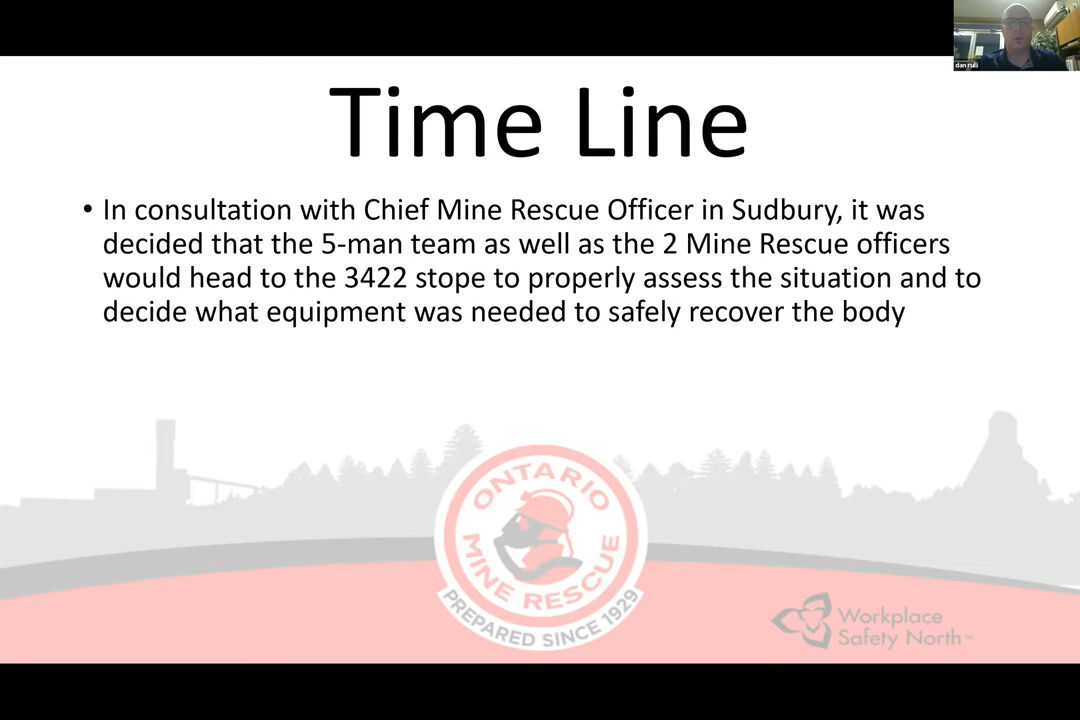 dan rulli
Time Line
• In consultation with Chief Mine Rescue Officer in Sudbury, it was
decided that the 5-man team as well as the 2 Mine Rescue officers
would head to the 3422 stope to properly assess the situation and to
decide what equipment was needed to safely recover the body
ONTARIO
MINE RESCUE
PREPARED SINCE 1929
Workplace
Safety North